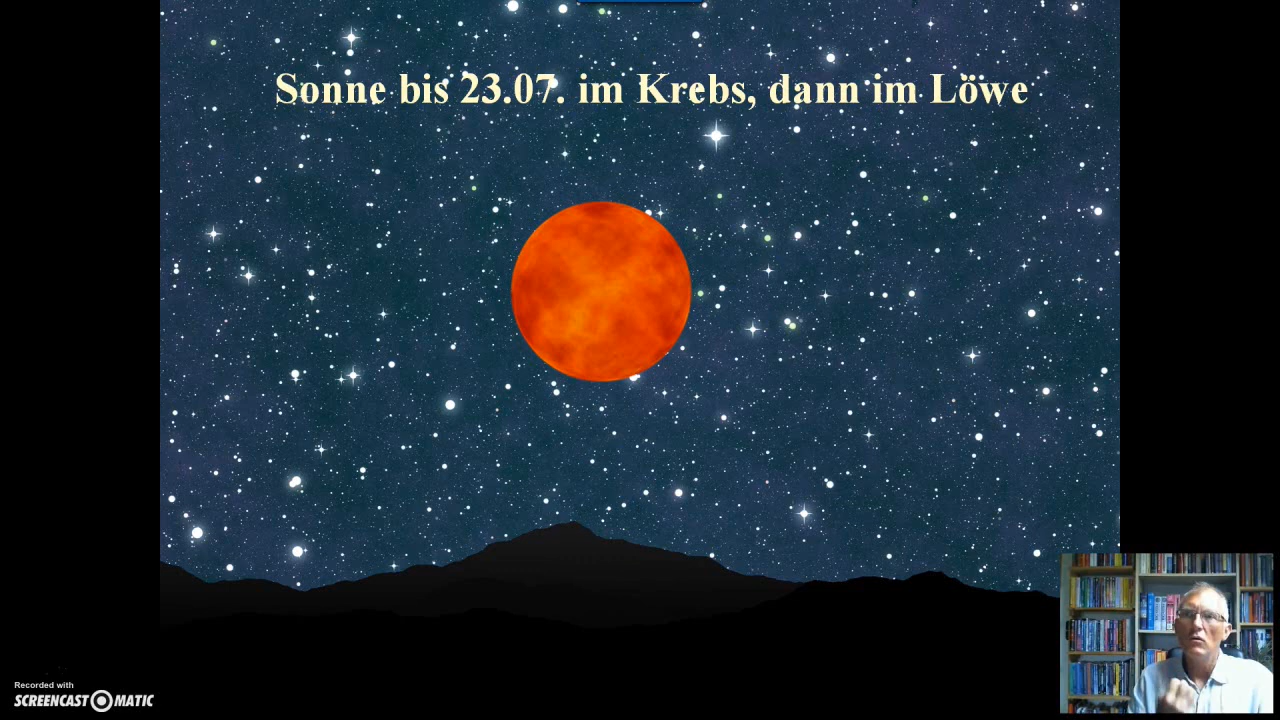 Sonne bis 23.07. im Krebs, dann im Löwe
Recorded with
SCREENCAST MATIC